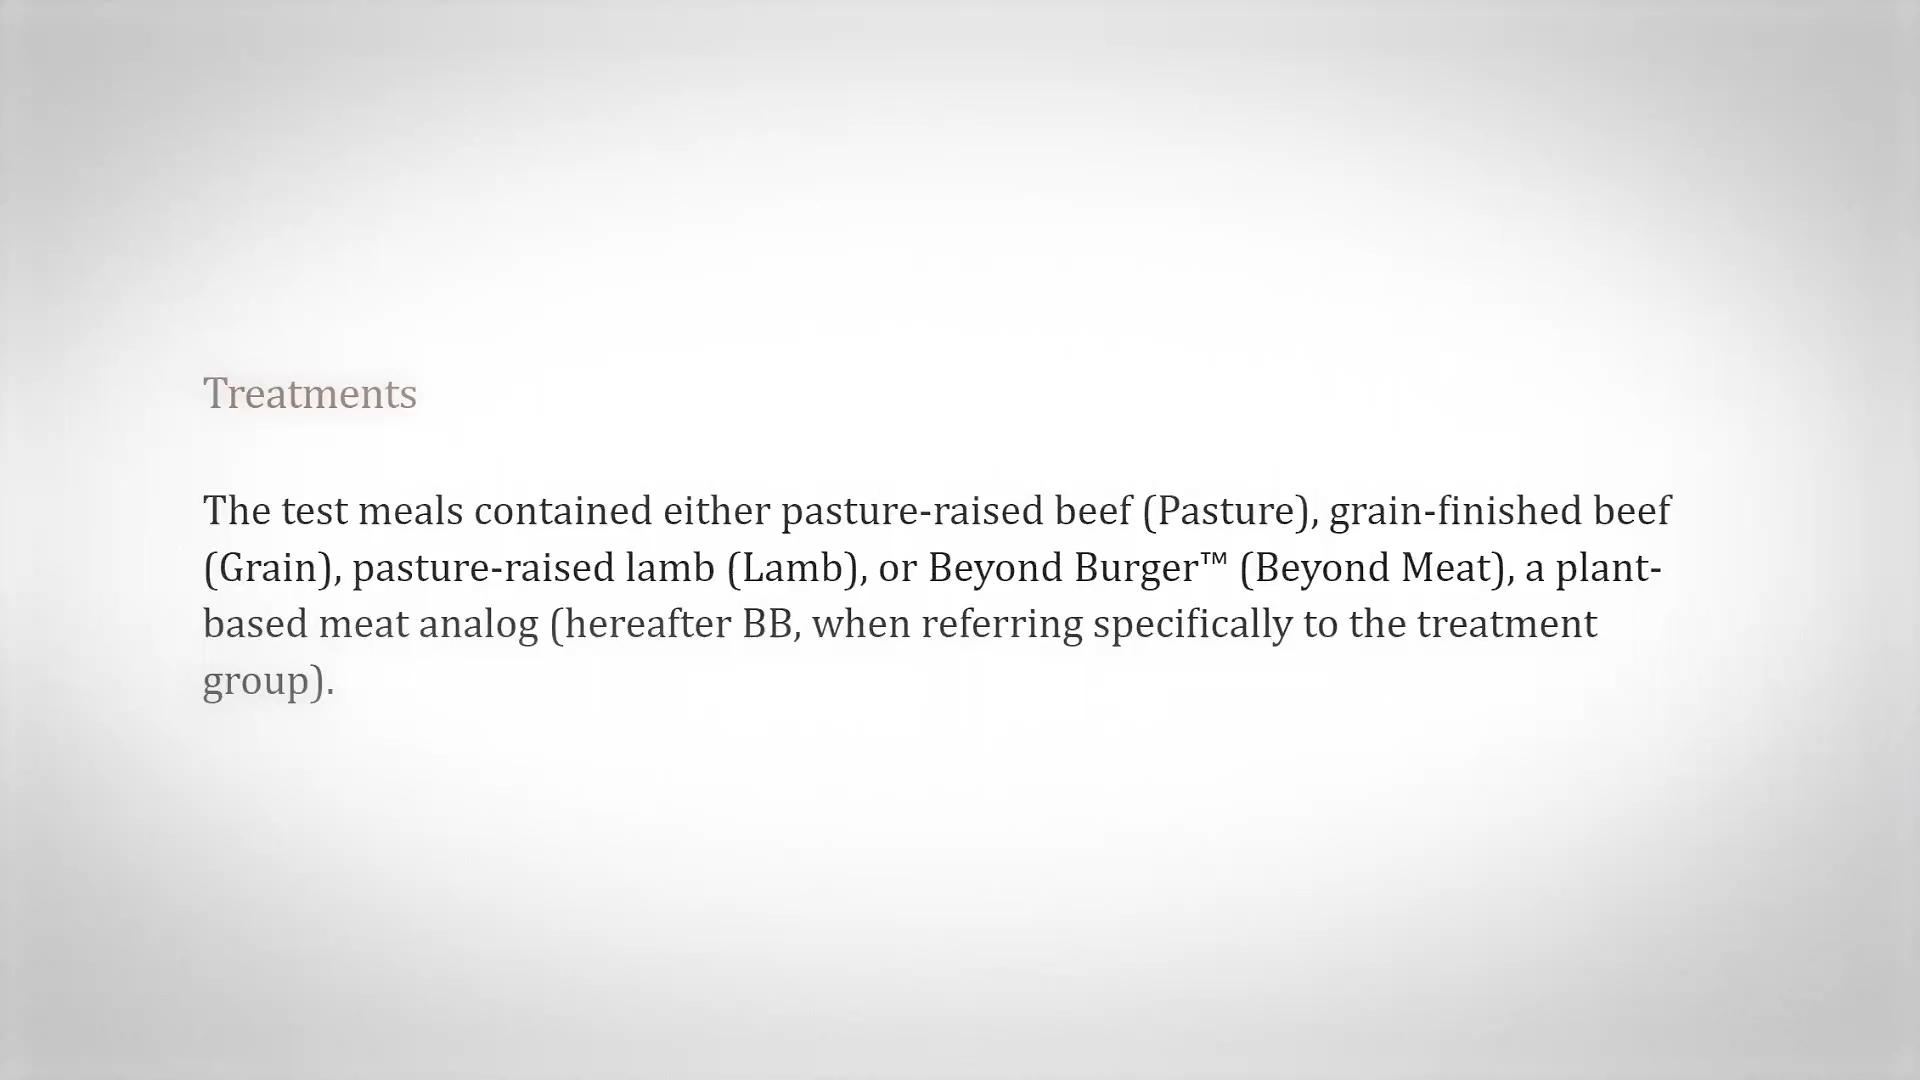 Treatments
The test meals contained either pasture-raised beef (Pasture), grain-finished beef
(Grain), pasture-raised lamb (Lamb), or Beyond Burger™ (Beyond Meat), a plant-
based meat analog (hereafter BB, when referring specifically to the treatment
group).